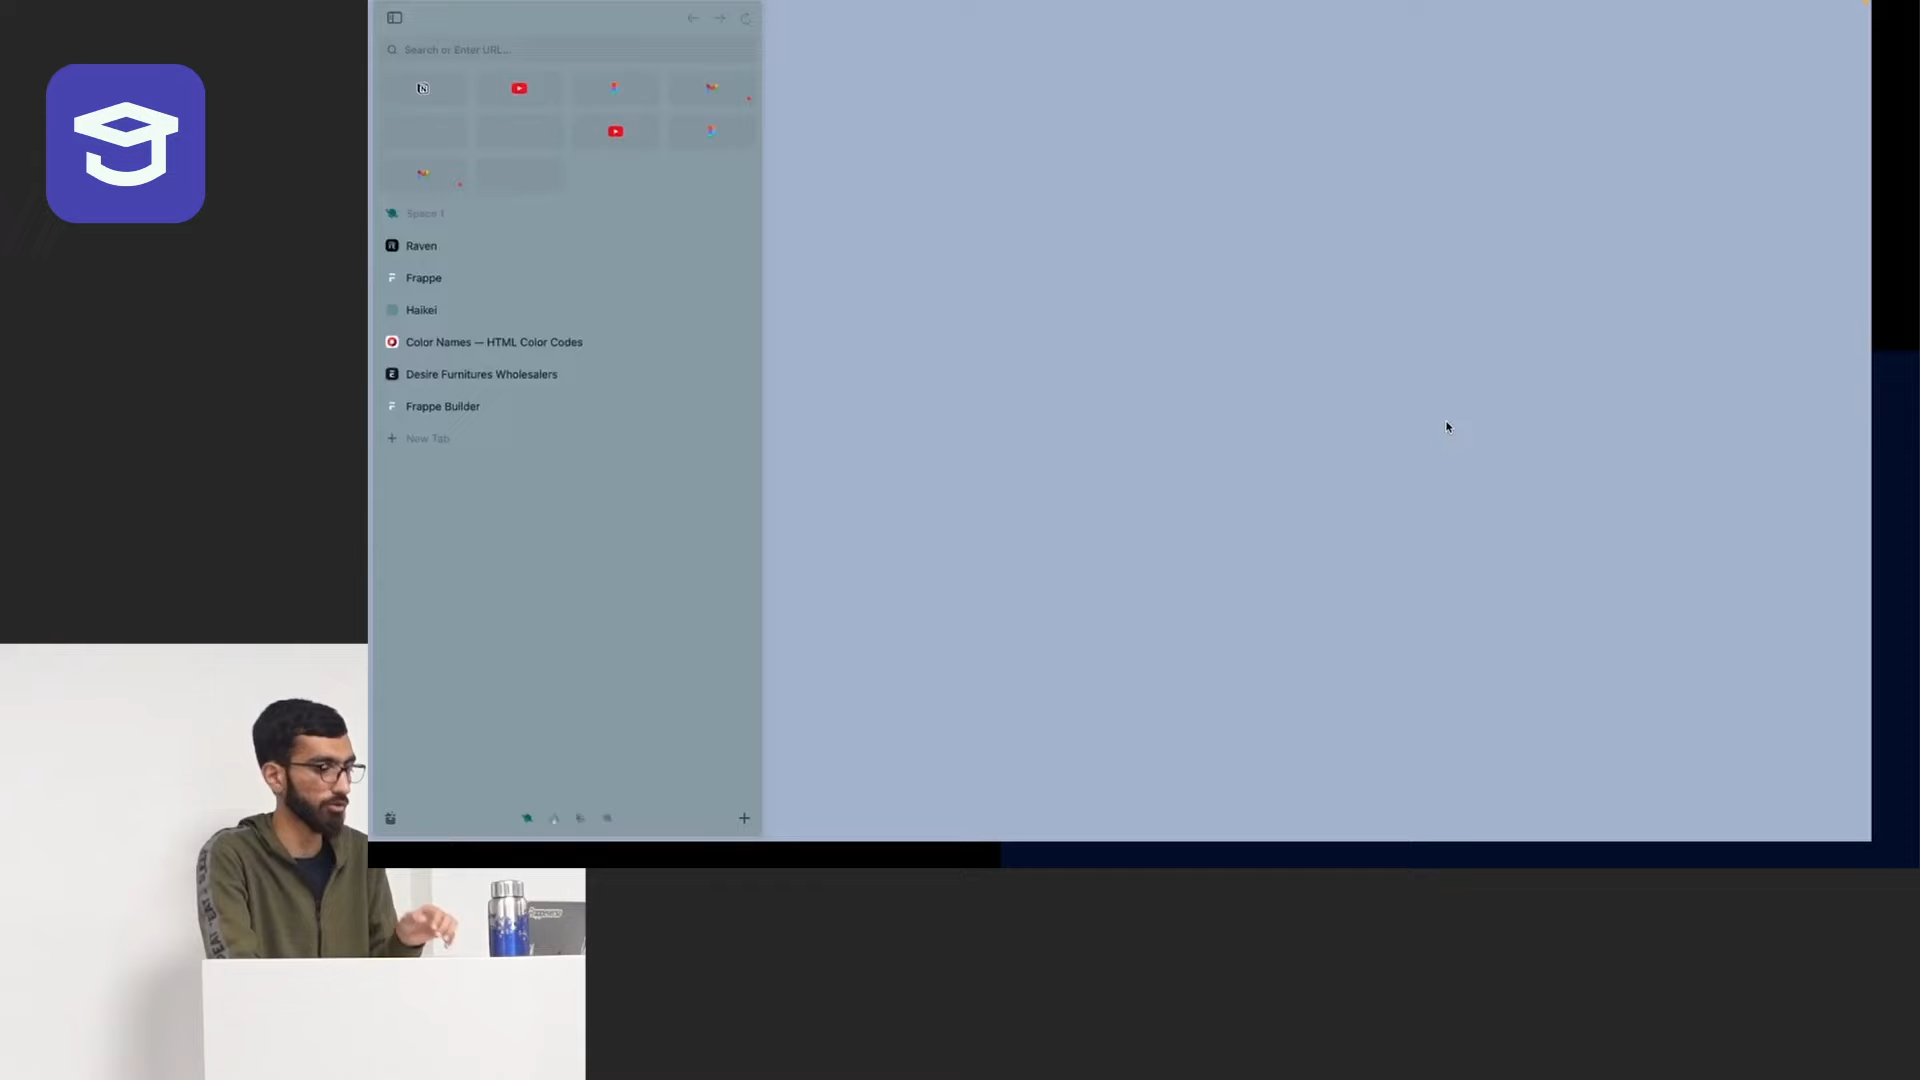 Search or Enter URL...
Space 1
Raven
Frappe
Haikei
Color Names — HTML Color Codes
Desire Furnitures Wholesalers
Frappe Builder
New Tab
EAT